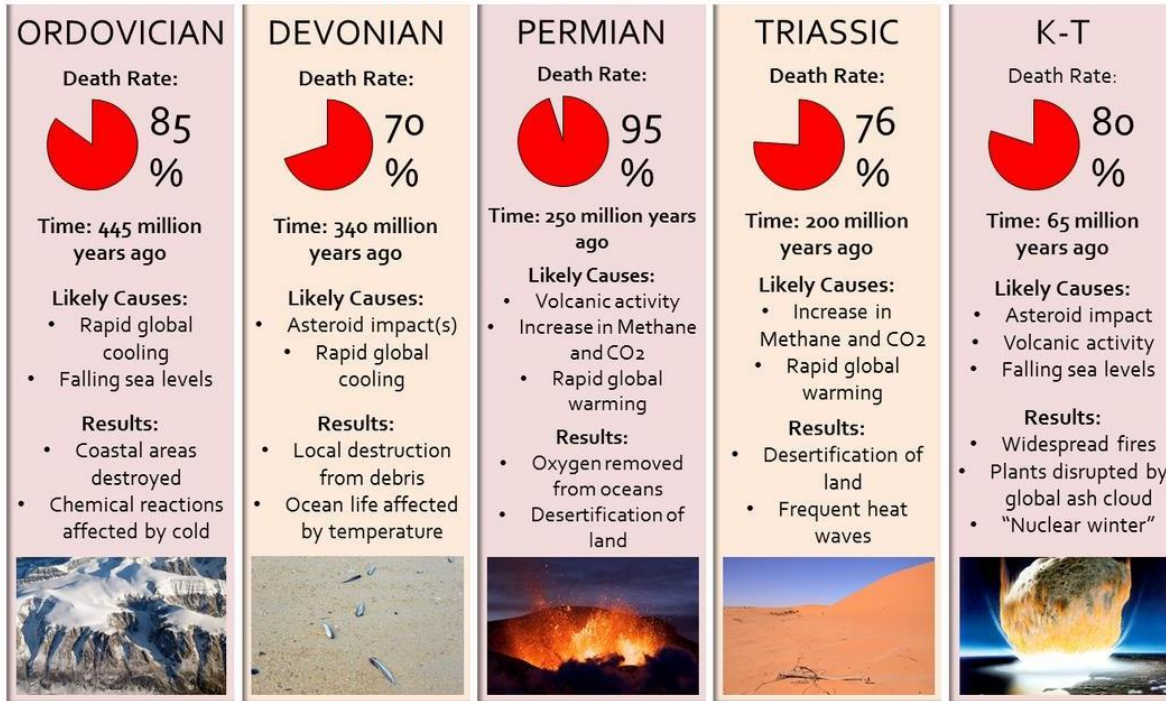 ORDOVICIAN
Death Rate:
85
%
Time: 445 million
years ago
Likely Causes:
• Rapid global
cooling
• Falling sea levels
Results:
• Coastal areas
destroyed
• Chemical reactions
affected by cold
DEVONIAN
Death Rate:
70
%
Time: 340 million
years ago
Likely Causes:
• Asteroid impact(s)
• Rapid global
cooling
Results:
• Local destruction
from debris
• Ocean life affected
by temperature
PERMIAN
Death Rate:
95
%
Time: 250 million years
ago
Likely Causes:
• Volcanic activity
• Increase in Methane
and CO2
• Rapid global
warming
Results:
• Oxygen removed
from oceans
• Desertification of
land
TRIASSIC
Death Rate:
76
%
Time: 200 million
years ago
Likely Causes:
• Increase in
Methane and CO2
• Rapid global
warming
Results:
• Desertification of
land
• Frequent heat
waves
K-T
Death Rate:
80
%
Time: 65 million
years ago
Likely Causes:
• Asteroid impact
• Volcanic activity
• Falling sea levels
Results:
• Widespread fires
• Plants disrupted by
global ash cloud
• “Nuclear winter”